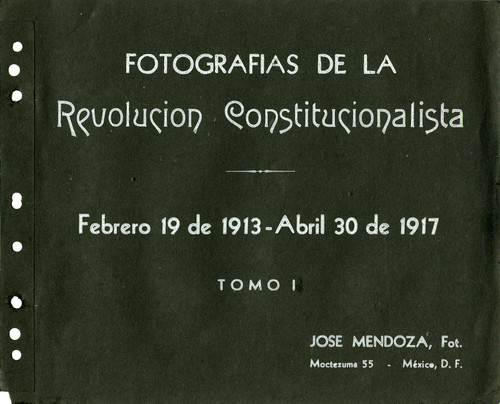 FOTOGRAFIAS DE LA
Revolucion Constitucionalista
Febrero 19 de 1913 - Abril 30 de 1917
TOMO I
JOSE MENDOZA, Fot.
Moctezuma 55 - México, D. F.